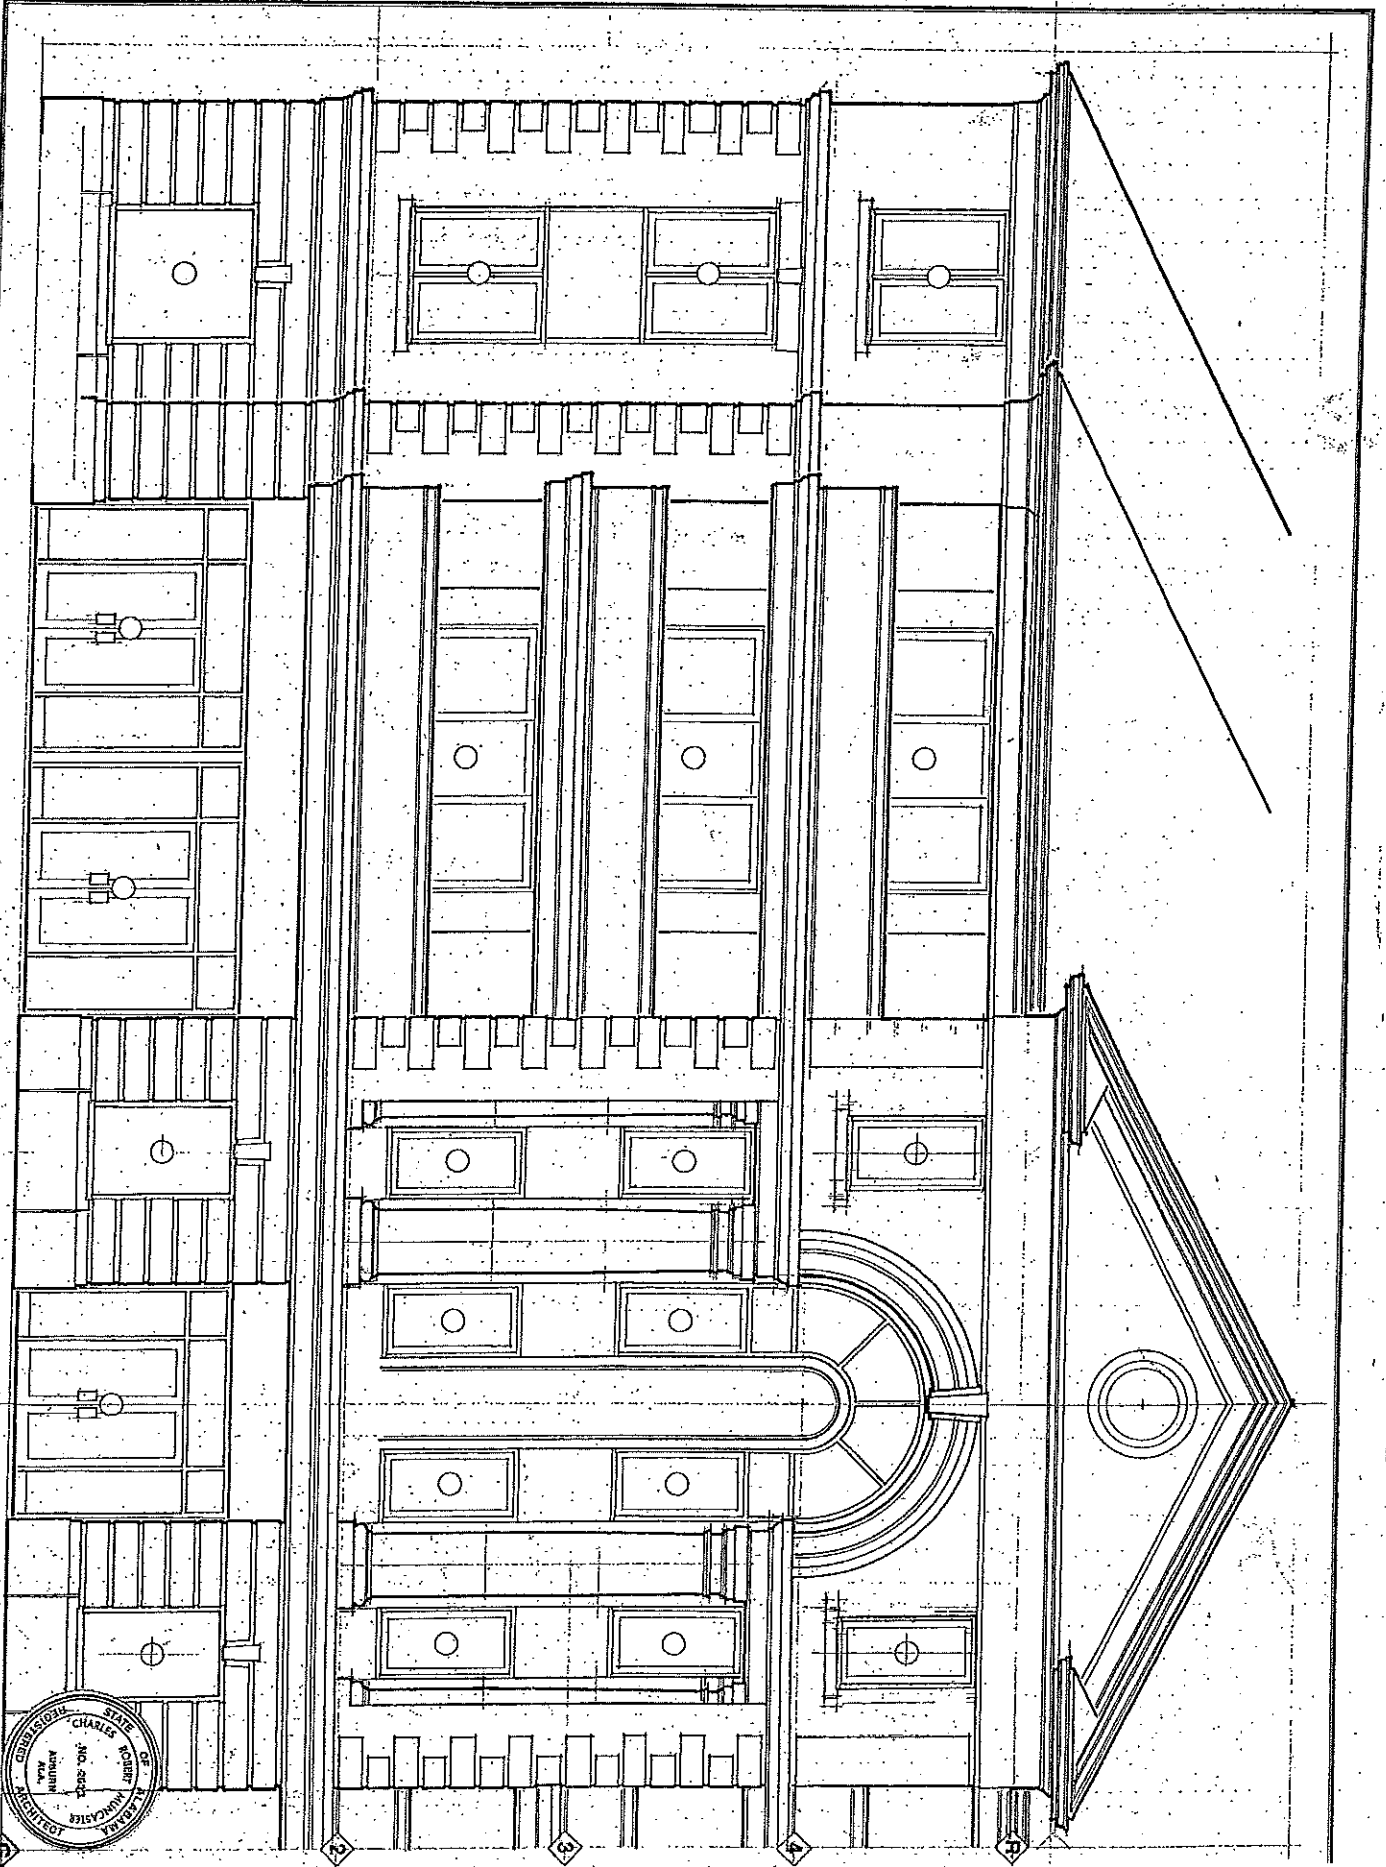 STATE OF ALABAMA
CHARLES ROBERT MUNCASTER
AUBURN
ALA.
REGISTERED ARCHITECT
2
3
4
R